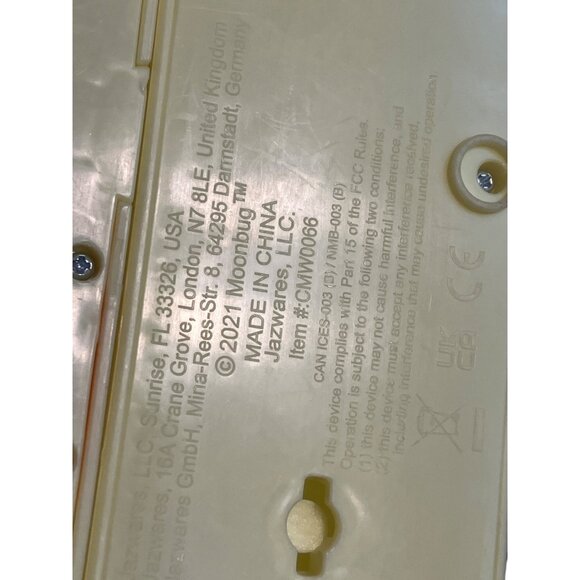 Jazwares, LLC, Sunrise, FL 33326, USA
Jazwares, 16A Crane Grove, London, N7 8LE, United Kingdom
Jazwares GmbH, Mina-Rees-Str. 8, 64295 Darmstadt, Germany
© 2021 Moonbug™
MADE IN CHINA
Jazwares, LLC.
Item #:CMW0066
CAN ICES-003 (B) / NMB-003 (B)
This device complies with Part 15 of the FCC Rules.
Operation is subject to the following two conditions:
(1) this device may not cause harmful interference, and
(2) this device must accept any interference received,
including interference that may cause undesired operation.
UK
CA
CE